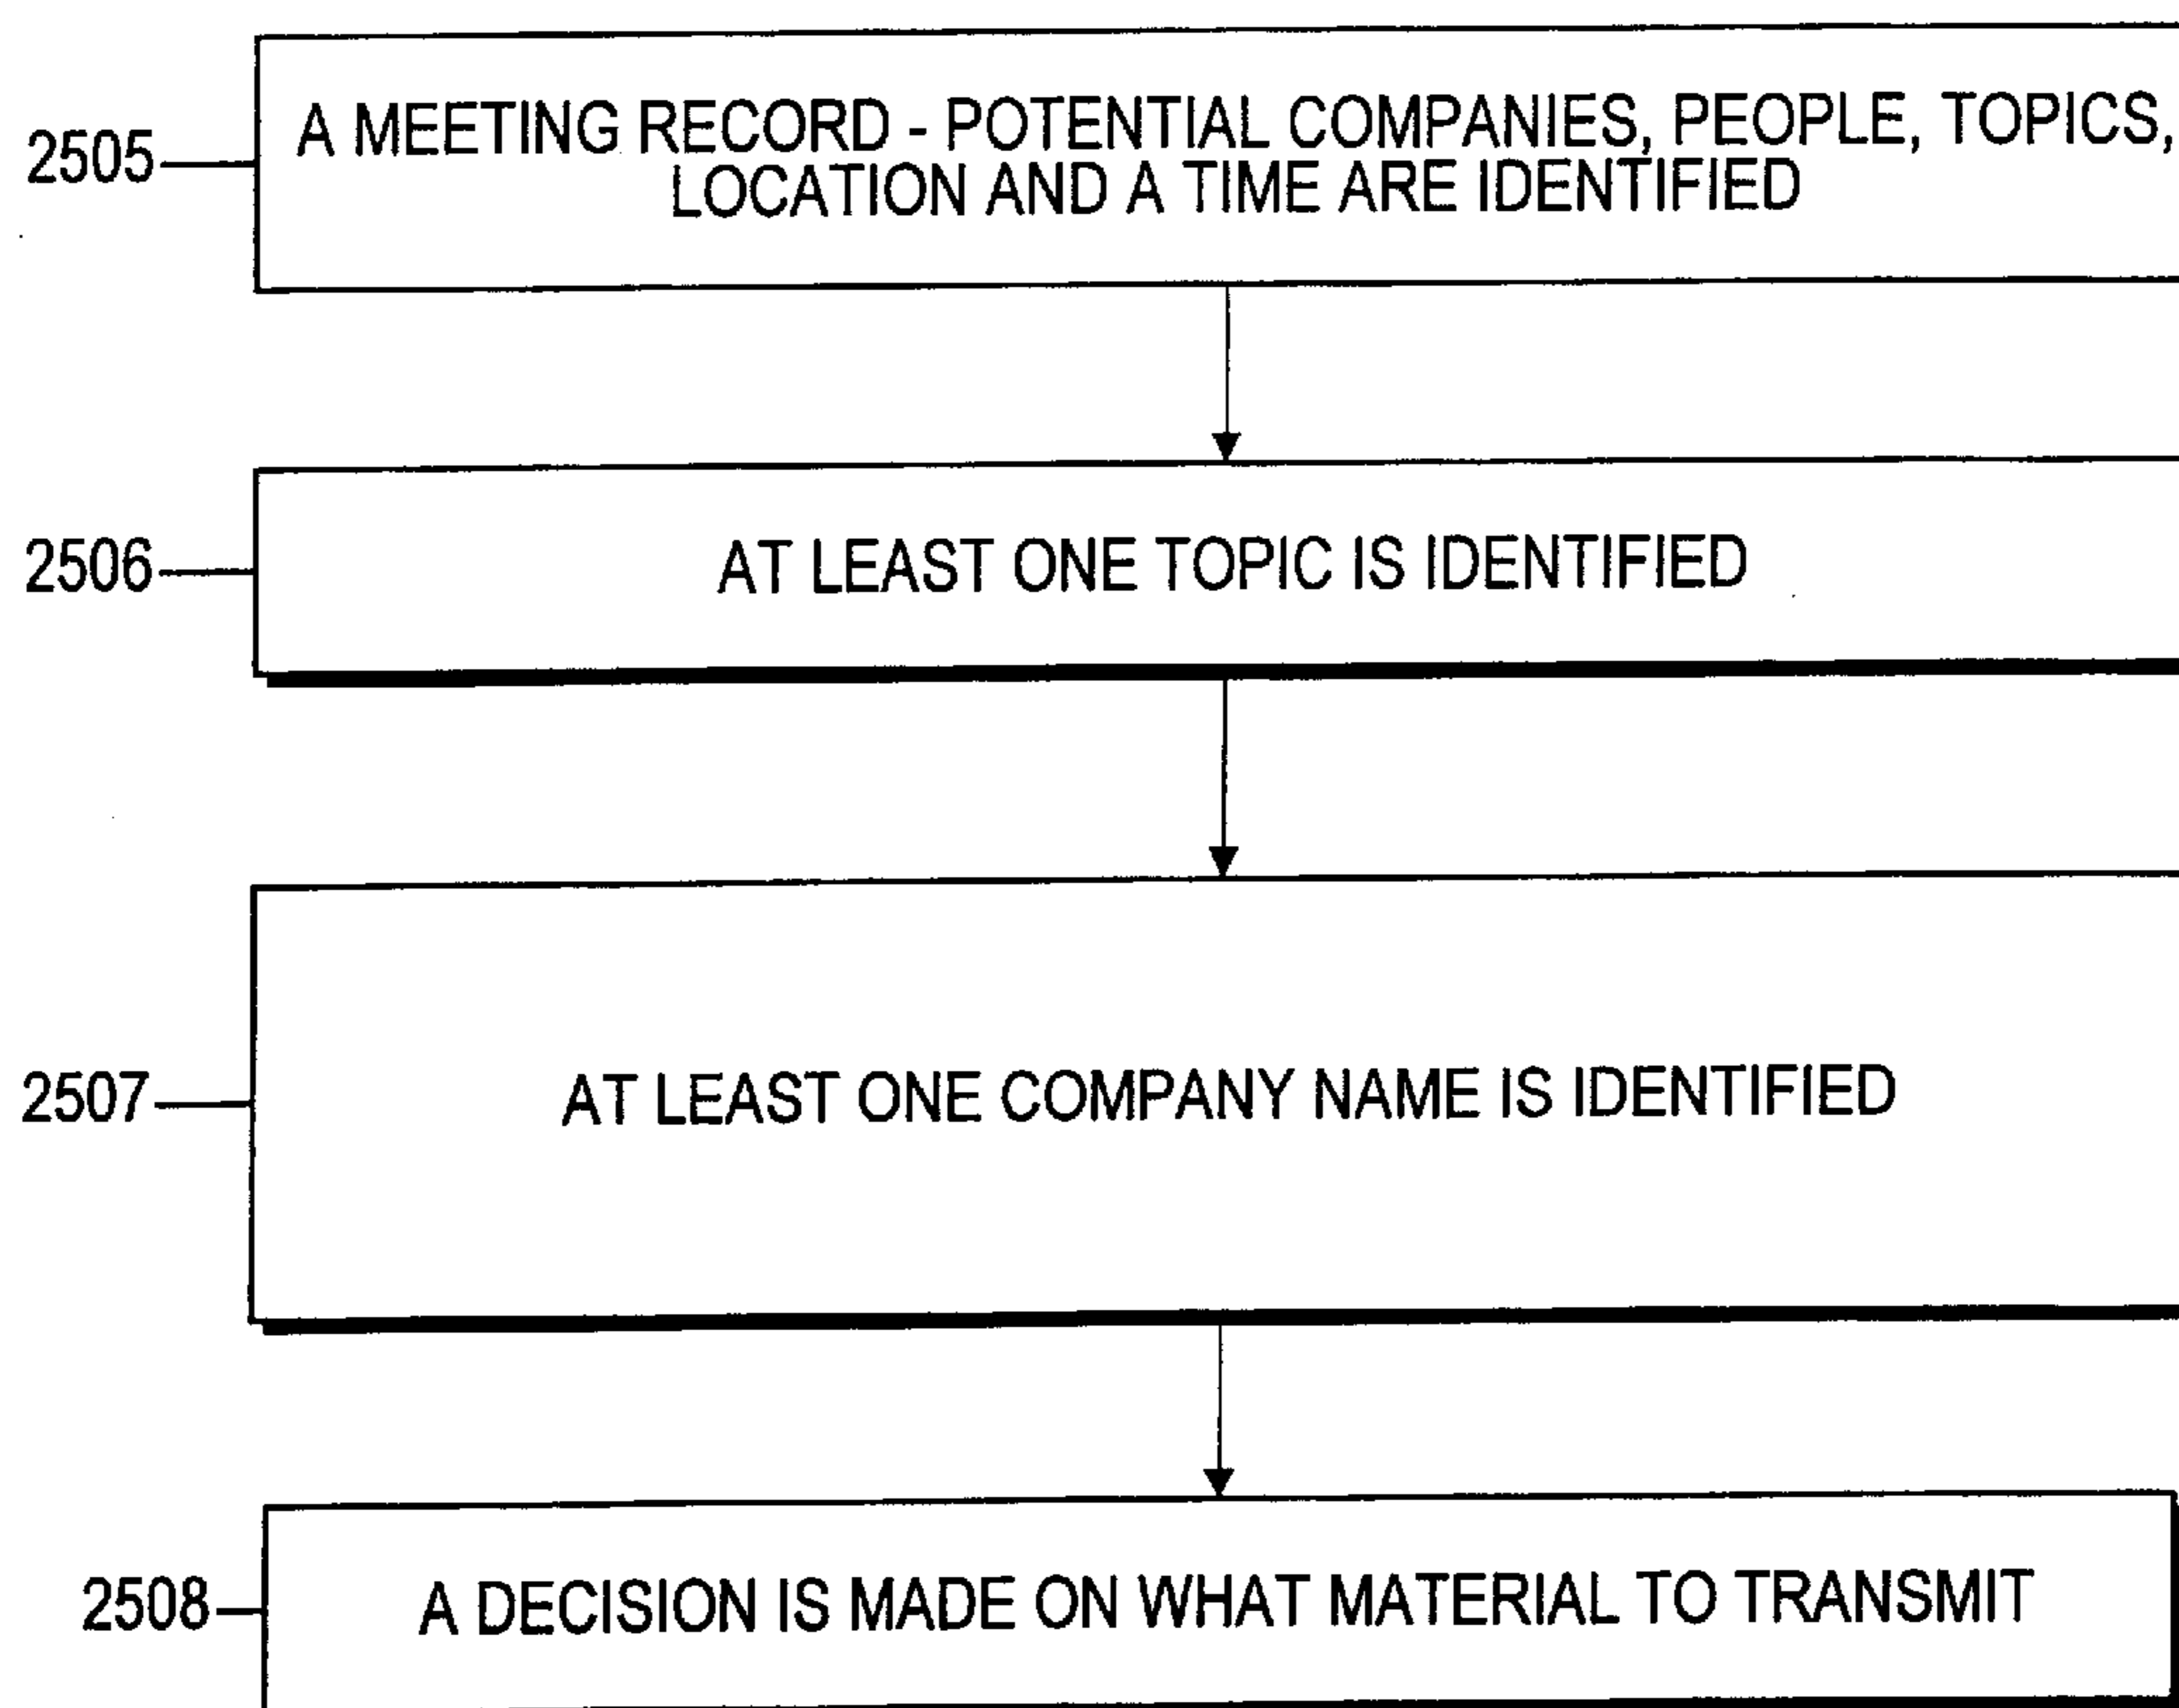 2505
A MEETING RECORD - POTENTIAL COMPANIES, PEOPLE, TOPICS,
LOCATION AND A TIME ARE IDENTIFIED
2506
AT LEAST ONE TOPIC IS IDENTIFIED
2507
AT LEAST ONE COMPANY NAME IS IDENTIFIED
2508
A DECISION IS MADE ON WHAT MATERIAL TO TRANSMIT